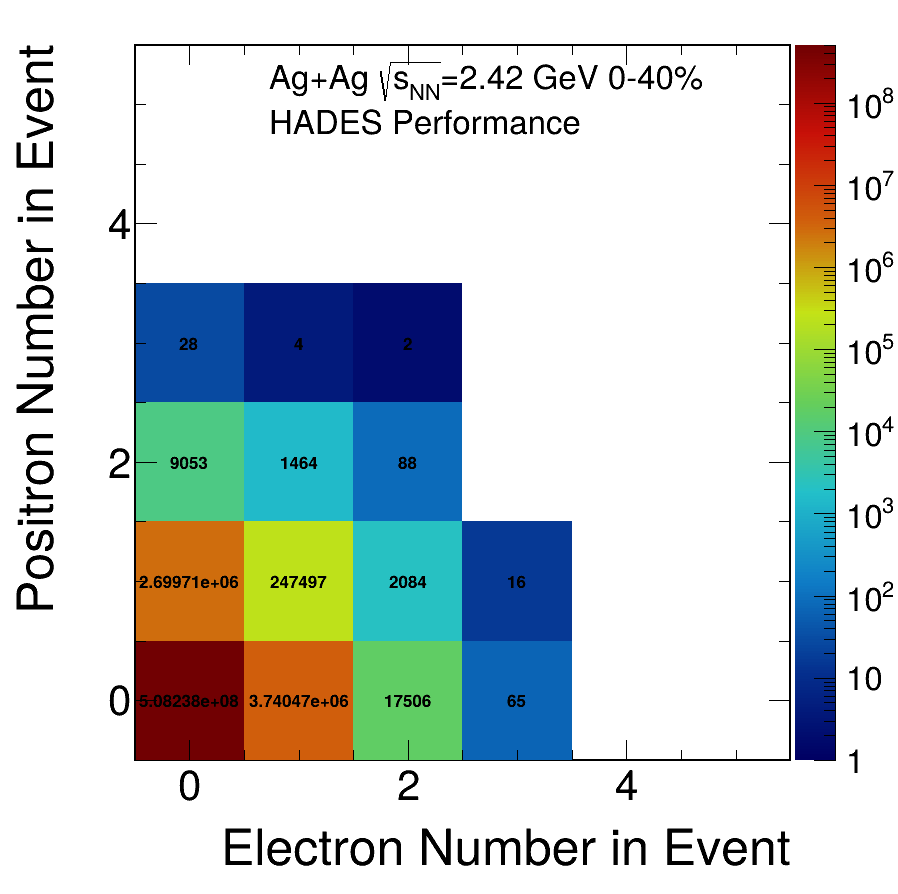 Ag+Ag √sNN=2.42 GeV 0-40%
HADES Performance
Positron Number in Event
4
2
0
28 4 2
9053 1464 88
2.69971e+06 247497 2084 16
5.08238e+08 3.74047e+06 17506 65
0 2 4
Electron Number in Event
10^8
10^7
10^6
10^5
10^4
10^3
10^2
10
1